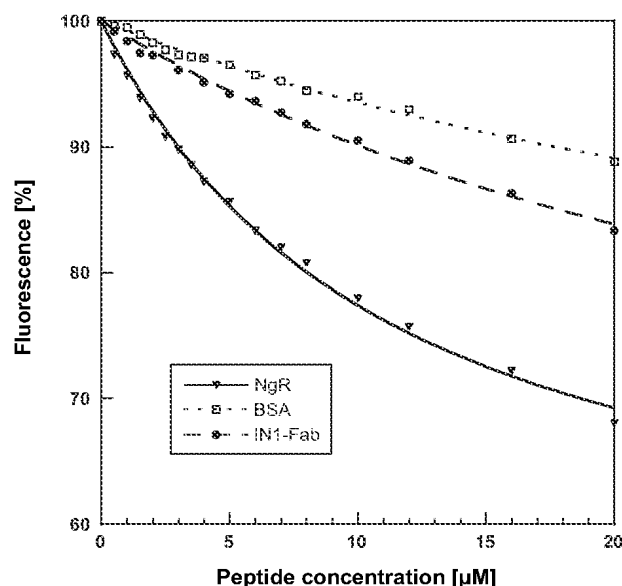 100
90
80
70
60
Fluorescence [%]
NgR
BSA
IN1-Fab
0 5 10 15 20
Peptide concentration [µM]